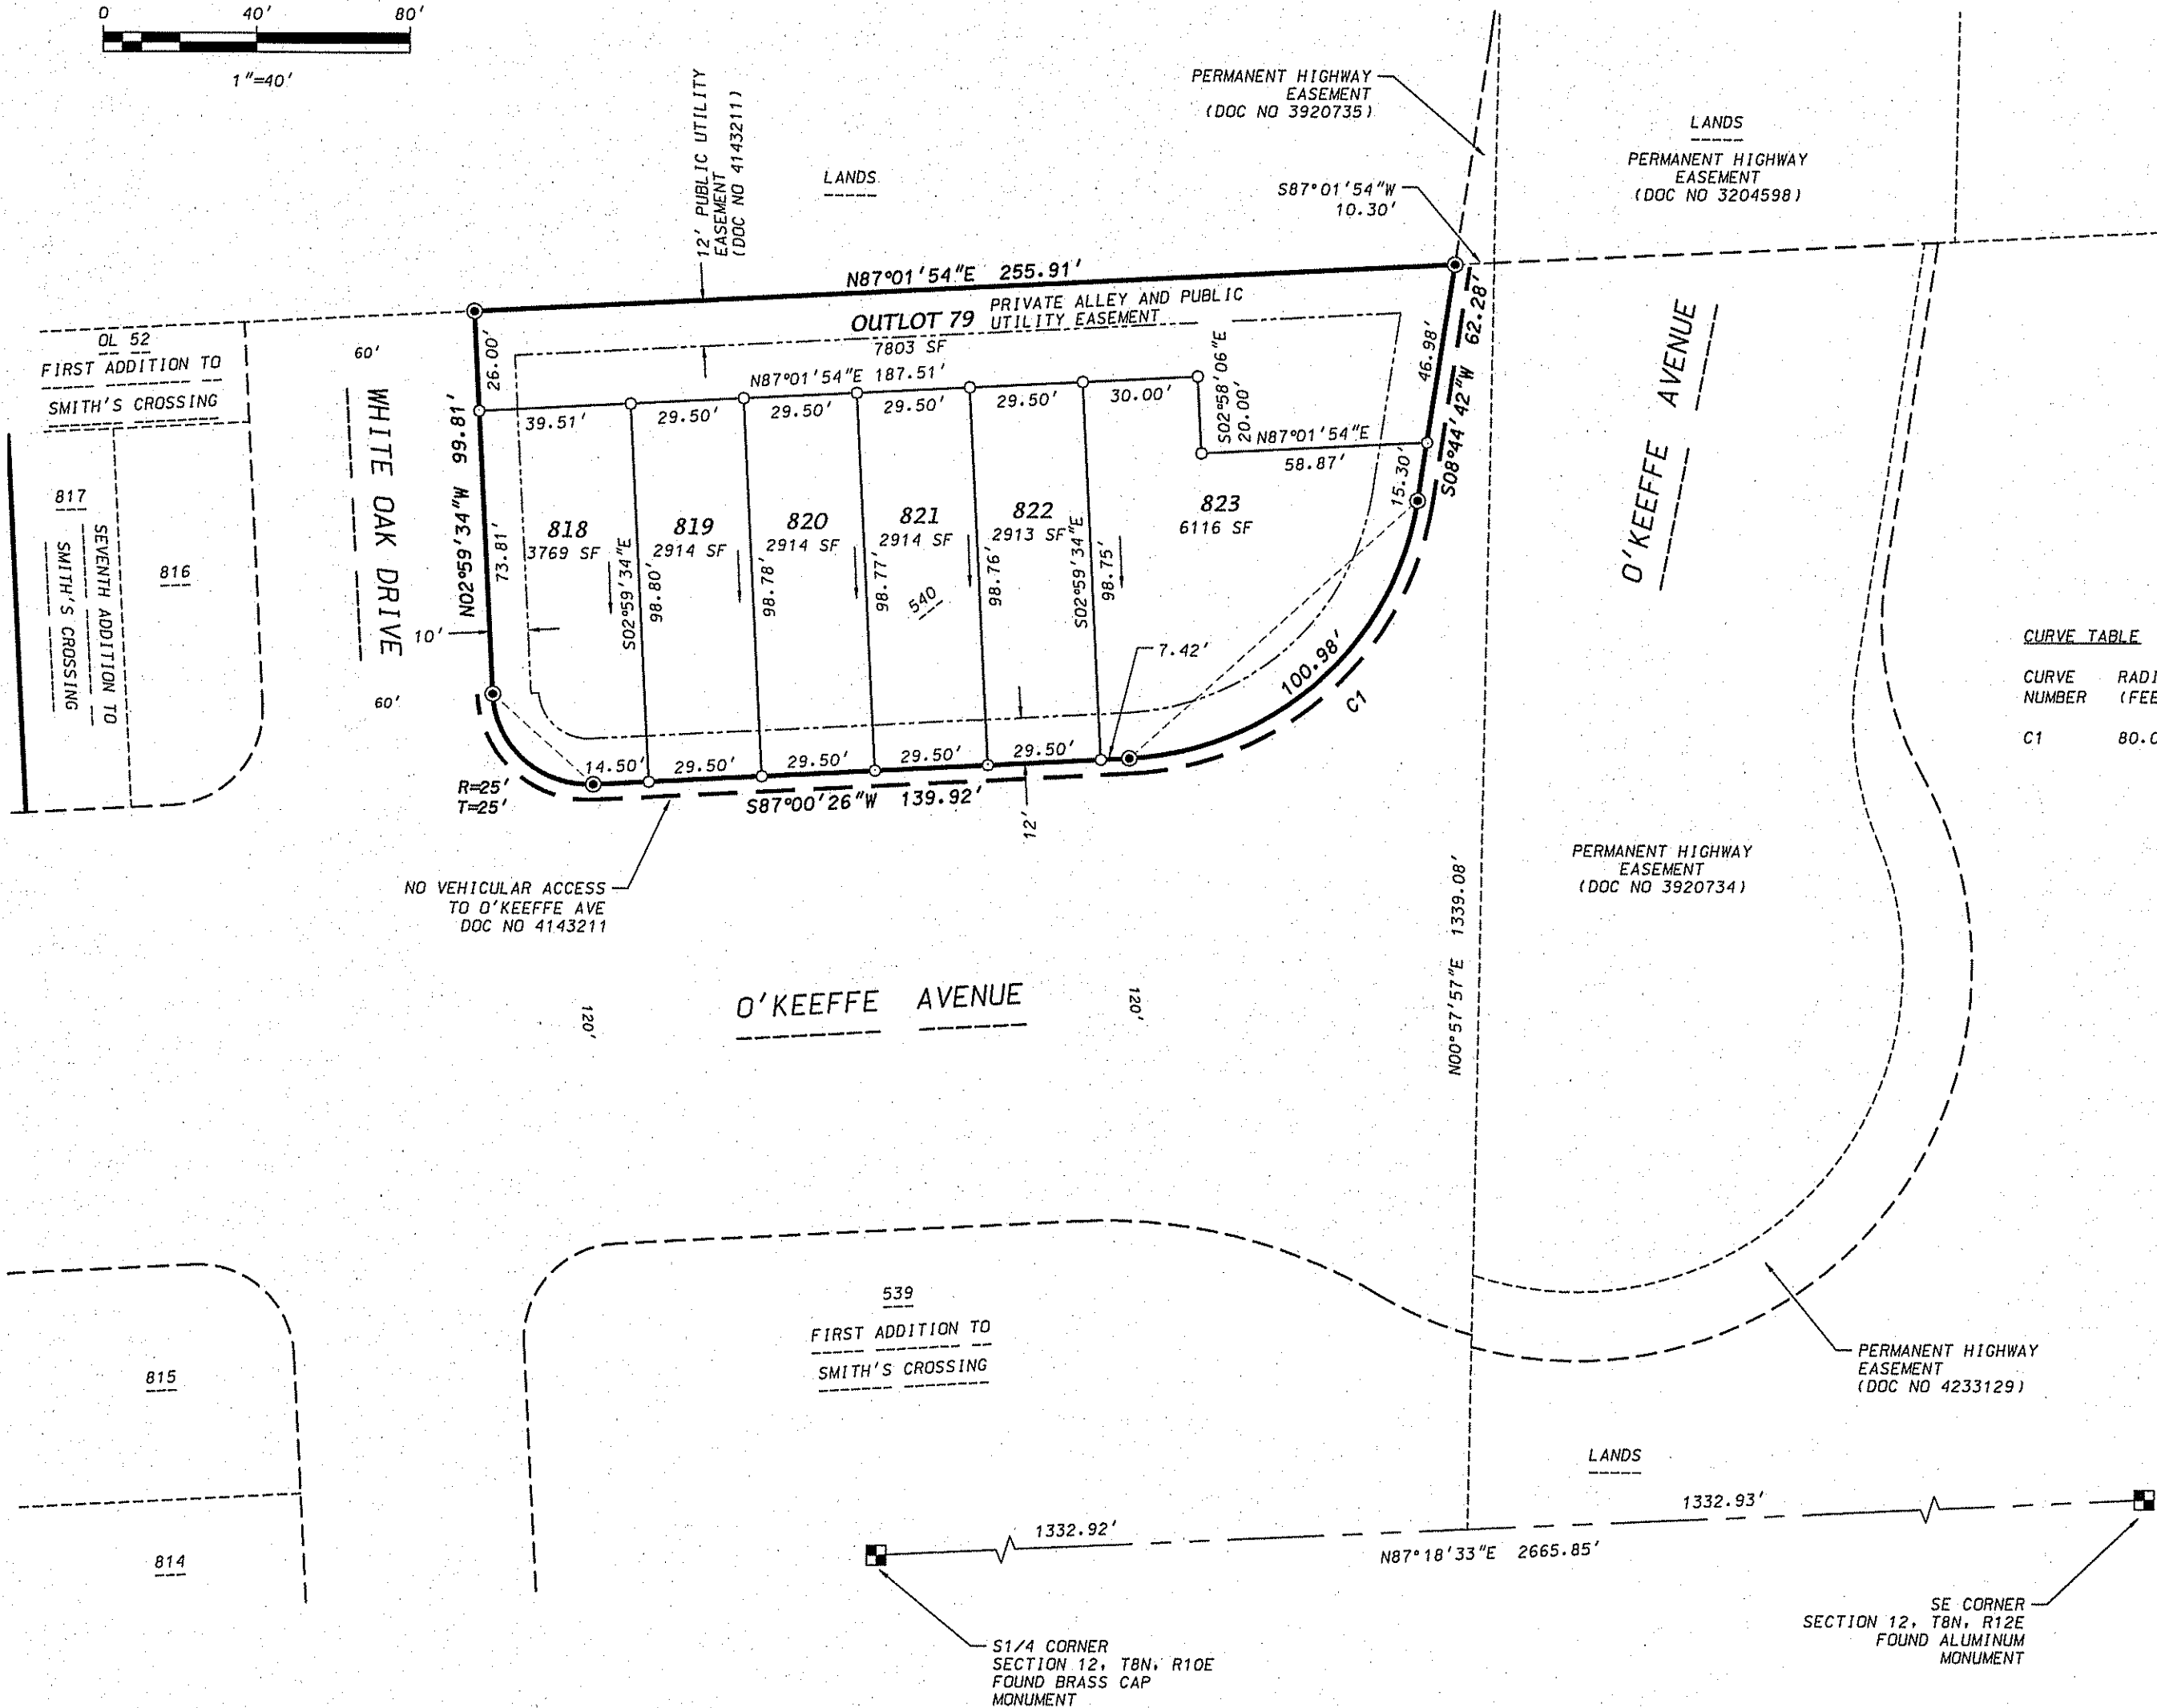 0 40' 80'
1"=40'
12' PUBLIC UTILITY
EASEMENT
(DOC NO 4143211)
LANDS
PERMANENT HIGHWAY
EASEMENT
(DOC NO 3920735)
S87°01'54"W
10.30'
LANDS
PERMANENT HIGHWAY
EASEMENT
(DOC NO 3204598)
N87°01'54"E 255.91'
OUTLOT 79
PRIVATE ALLEY AND PUBLIC
UTILITY EASEMENT
7803 SF
N87°01'54"E 187.51'
39.51'
29.50'
29.50'
29.50'
29.50'
30.00'
S02°58'06"E
20.00'
N87°01'54"E
58.87'
46.98'
15.30'
S08°44'42"W 62.28'
O'KEEFFE AVENUE
OL 52
FIRST ADDITION TO
SMITH'S CROSSING
817
SEVENTH ADDITION TO
SMITH'S CROSSING
816
60'
WHITE OAK DRIVE
60'
26.00'
N02°59'34"W 99.81'
73.81'
10'
818
3769 SF
S02°59'34"E
98.80'
819
2914 SF
98.78'
820
2914 SF
98.77'
821
2914 SF
540
98.76'
822
2913 SF
S02°59'34"E
98.75'
823
6116 SF
7.42'
100.98'
C1
R=25'
T=25'
14.50'
29.50'
29.50'
29.50'
29.50'
S87°00'26"W 139.92'
12'
NO VEHICULAR ACCESS
TO O'KEEFFE AVE
DOC NO 4143211
CURVE TABLE
CURVE RADI
NUMBER (FEE
C1 80.0
PERMANENT HIGHWAY
EASEMENT
(DOC NO 3920734)
N00°57'57"E 1339.08'
120'
O'KEEFFE AVENUE
120'
539
FIRST ADDITION TO
SMITH'S CROSSING
815
814
PERMANENT HIGHWAY
EASEMENT
(DOC NO 4233129)
LANDS
1332.92'
1332.93'
N87°18'33"E 2665.85'
S1/4 CORNER
SECTION 12, T8N, R10E
FOUND BRASS CAP
MONUMENT
SE CORNER
SECTION 12, T8N, R12E
FOUND ALUMINUM
MONUMENT